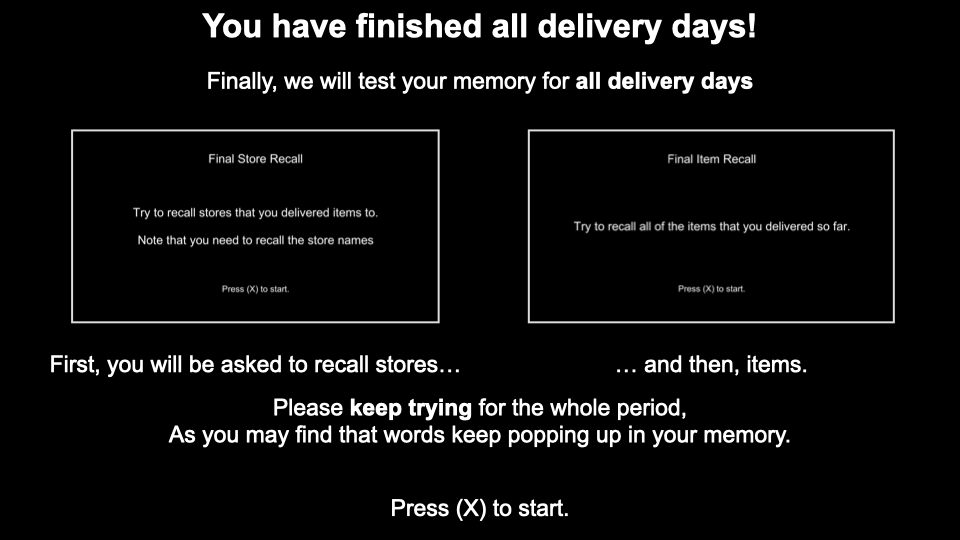 You have finished all delivery days!
Finally, we will test your memory for all delivery days
Final Store Recall
Try to recall stores that you delivered items to.
Note that you need to recall the store names
Press (X) to start.
Final Item Recall
Try to recall all of the items that you delivered so far.
Press (X) to start.
First, you will be asked to recall stores…
… and then, items.
Please keep trying for the whole period,
As you may find that words keep popping up in your memory.
Press (X) to start.